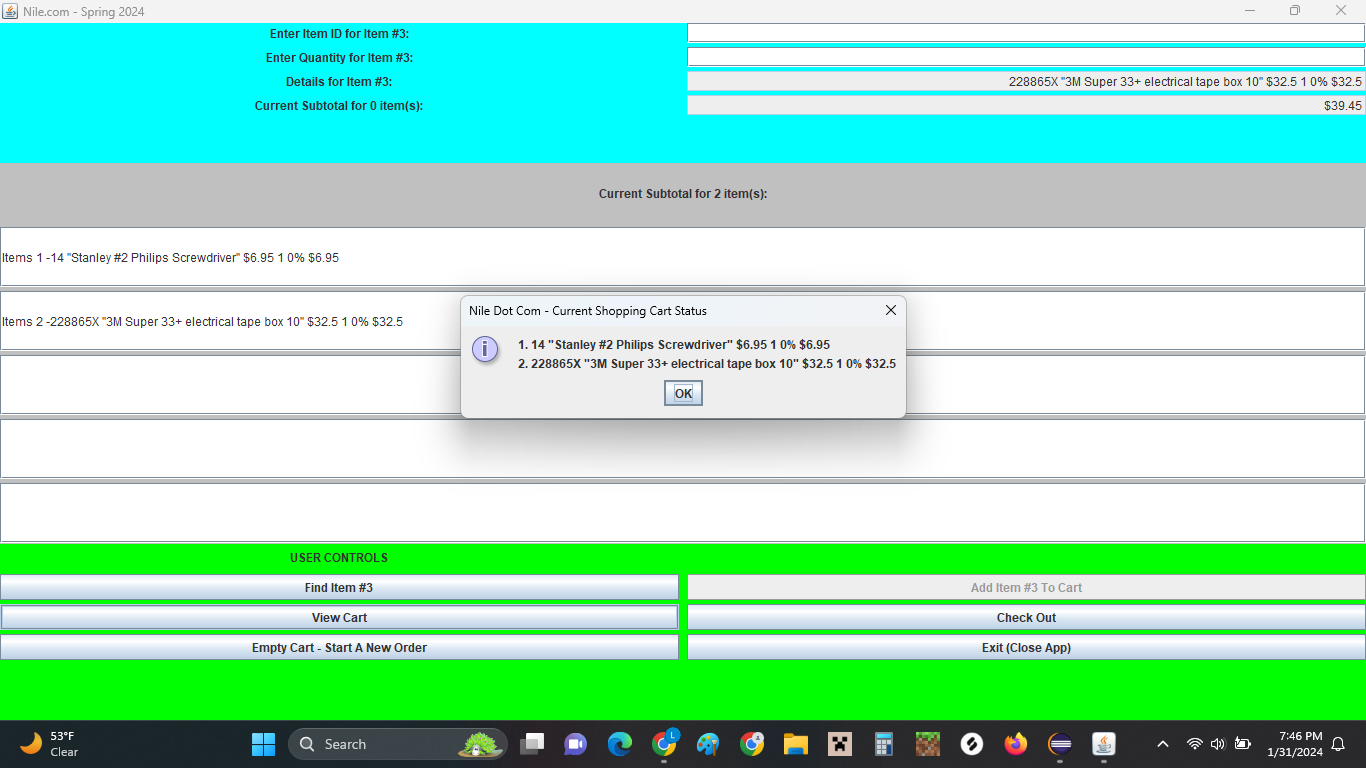 Nile.com - Spring 2024
Enter Item ID for Item #3:
Enter Quantity for Item #3:
Details for Item #3:
228865X "3M Super 33+ electrical tape box 10" $32.5 1 0% $32.5
Current Subtotal for 0 item(s):
$39.45
Current Subtotal for 2 item(s):
Items 1 -14 "Stanley #2 Philips Screwdriver" $6.95 1 0% $6.95
Items 2 -228865X "3M Super 33+ electrical tape box 10" $32.5 1 0% $32.5
Nile Dot Com - Current Shopping Cart Status
1. 14 "Stanley #2 Philips Screwdriver" $6.95 1 0% $6.95
2. 228865X "3M Super 33+ electrical tape box 10" $32.5 1 0% $32.5
OK
USER CONTROLS
Find Item #3
Add Item #3 To Cart
View Cart
Check Out
Empty Cart - Start A New Order
Exit (Close App)
53°F
Clear
Search
L
7:46 PM
1/31/2024